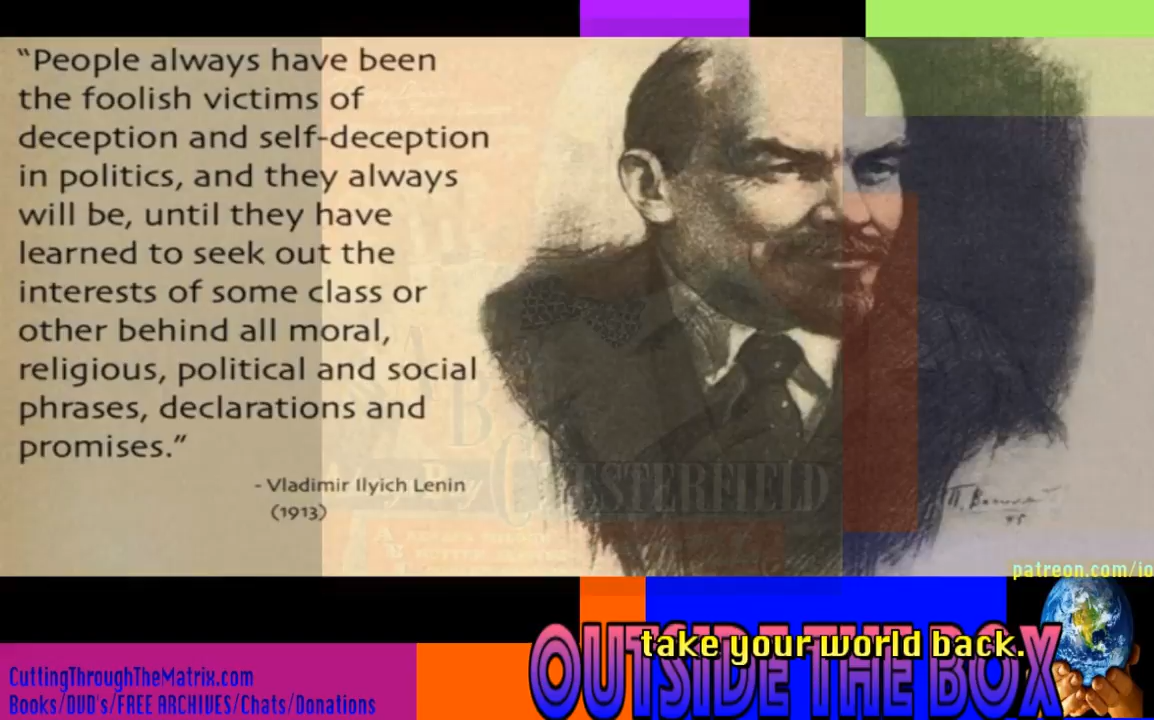 “People always have been
the foolish victims of
deception and self-deception
in politics, and they always
will be, until they have
learned to seek out the
interests of some class or
other behind all moral,
religious, political and social
phrases, declarations and
promises.”
- Vladimir Ilyich Lenin
(1913)
A
B
CHESTERFIELD
patreon.com/io
take your world back.
OUTSIDE THE BOX
CuttingThroughTheMatrix.com
Books/DVD's/FREE ARCHIVES/Chats/Donations